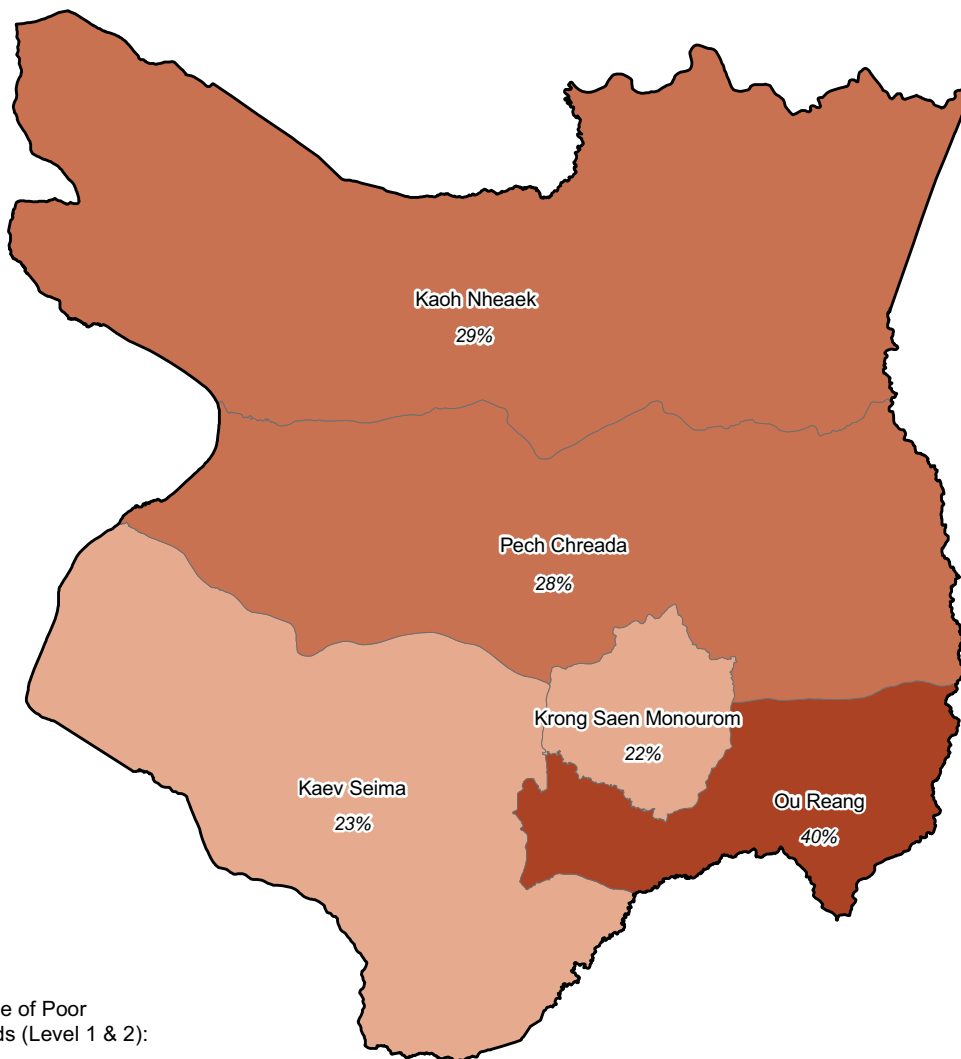 Kaoh Nheaek
29%
Pech Chreada
28%
Krong Saen Monourom
22%
Kaev Seima
23%
Ou Reang
40%
of Poor
(Level 1 & 2):